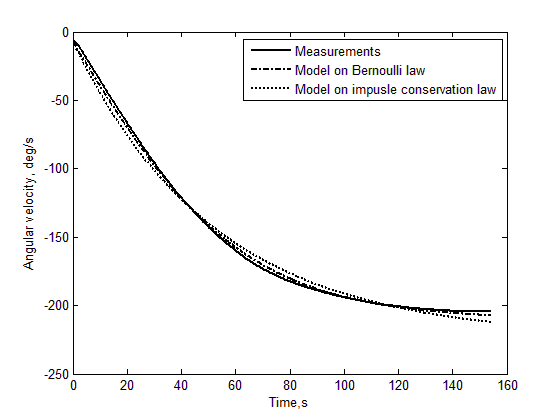 0
Measurements
Model on Bernoulli law
Model on impusle conservation law
-50
-100
-150
-200
-250
Angular velocity, deg/s
0 20 40 60 80 100 120 140 160
Time,s